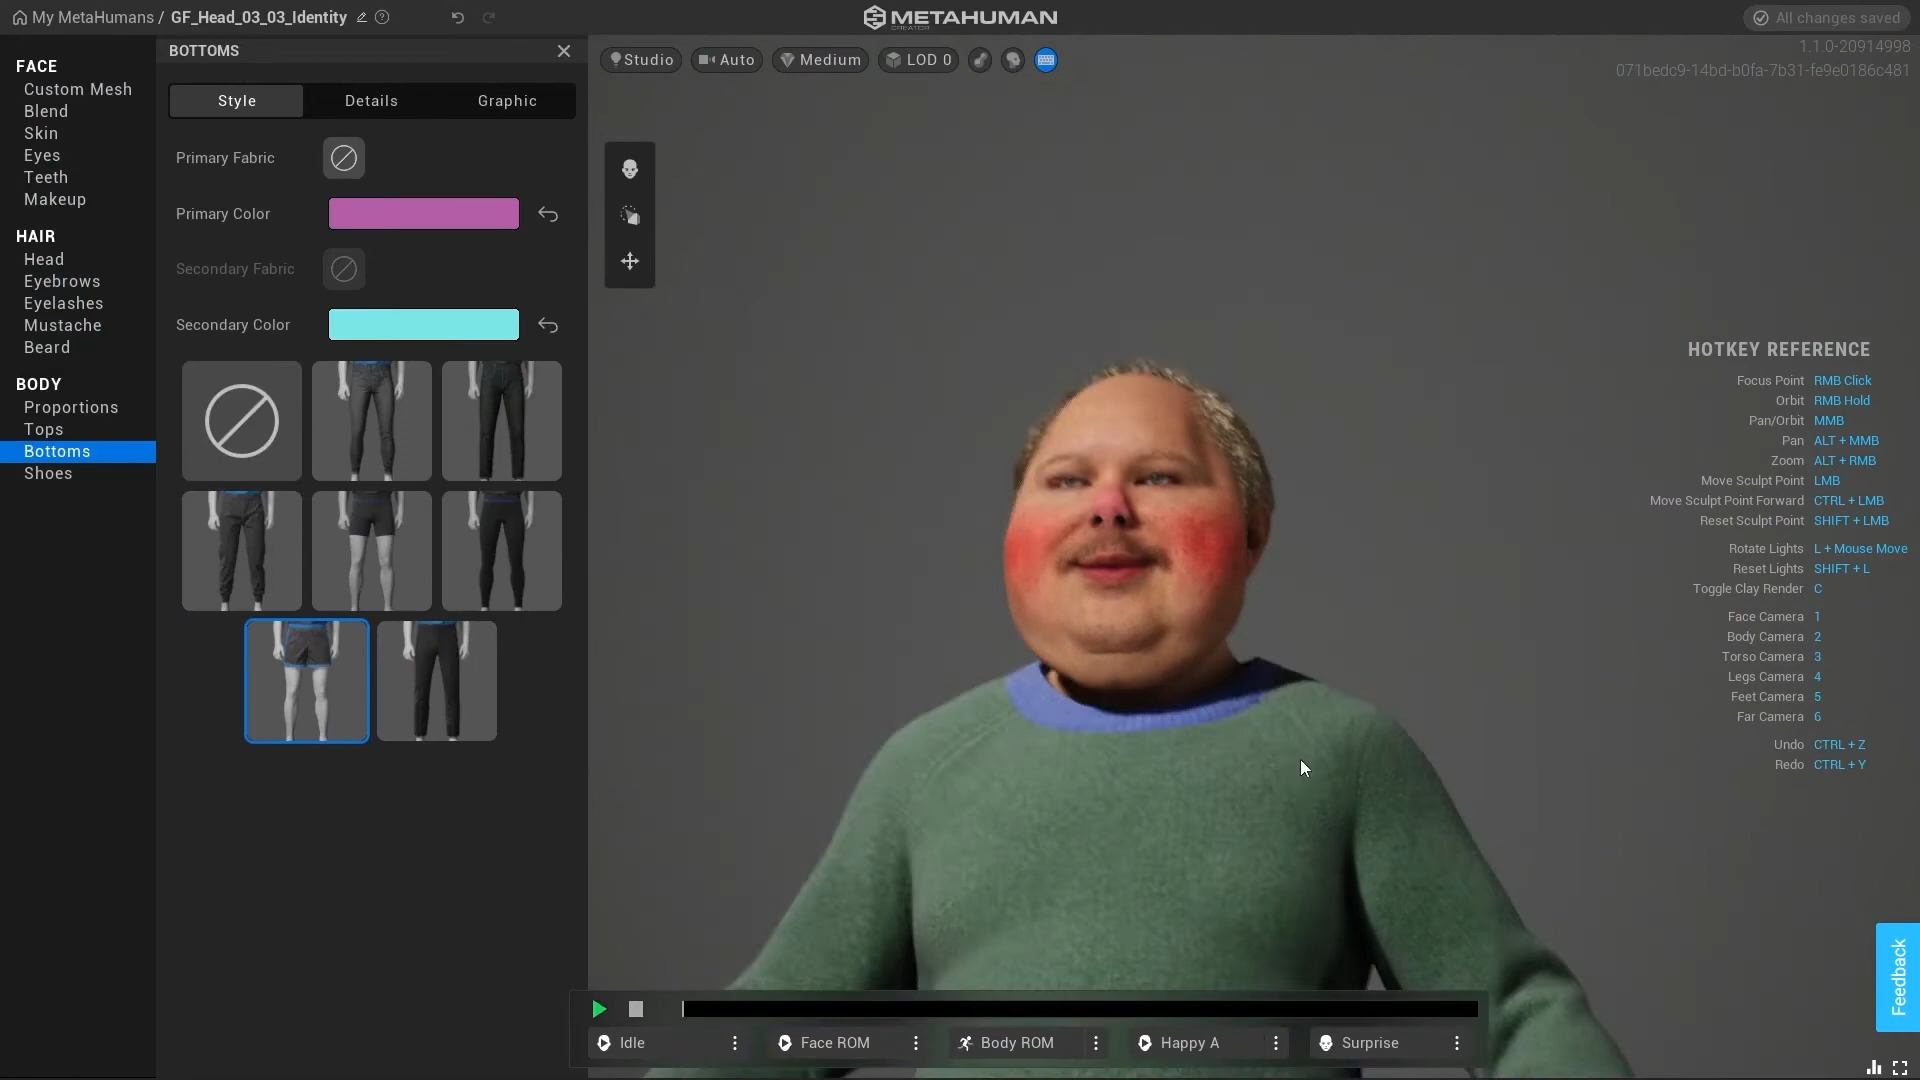 My MetaHumans / GF_Head_03_03_Identity
METAHUMAN
CREATOR
All changes saved
1.1.0-20914998
071bedc9-14bd-b0fa-7b31-fe9e0186c481
FACE
Custom Mesh
Blend
Skin
Eyes
Teeth
Makeup
HAIR
Head
Eyebrows
Eyelashes
Mustache
Beard
BODY
Proportions
Tops
Bottoms
Shoes
BOTTOMS
Style Details Graphic
Primary Fabric
Primary Color
Secondary Fabric
Secondary Color
Studio Auto Medium LOD 0
HOTKEY REFERENCE
Focus Point RMB Click
Orbit RMB Hold
Pan/Orbit MMB
Pan ALT + MMB
Zoom ALT + RMB
Move Sculpt Point LMB
Move Sculpt Point Forward CTRL + LMB
Reset Sculpt Point SHIFT + LMB
Rotate Lights L + Mouse Move
Reset Lights SHIFT + L
Toggle Clay Render C
Face Camera 1
Body Camera 2
Torso Camera 3
Legs Camera 4
Feet Camera 5
Far Camera 6
Undo CTRL + Z
Redo CTRL + Y
Feedback
Idle Face ROM Body ROM Happy A Surprise